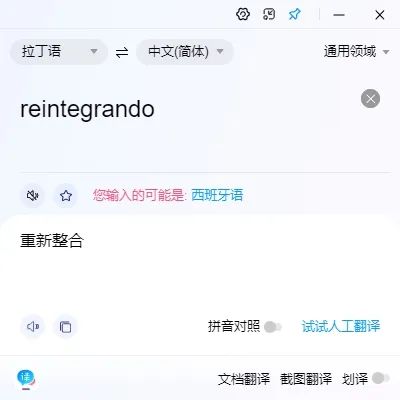 拉丁语 中文(简体) 通用领域
reintegrando
您输入的可能是: 西班牙语
重新整合
拼音对照 试试人工翻译
译 文档翻译 截图翻译 划译